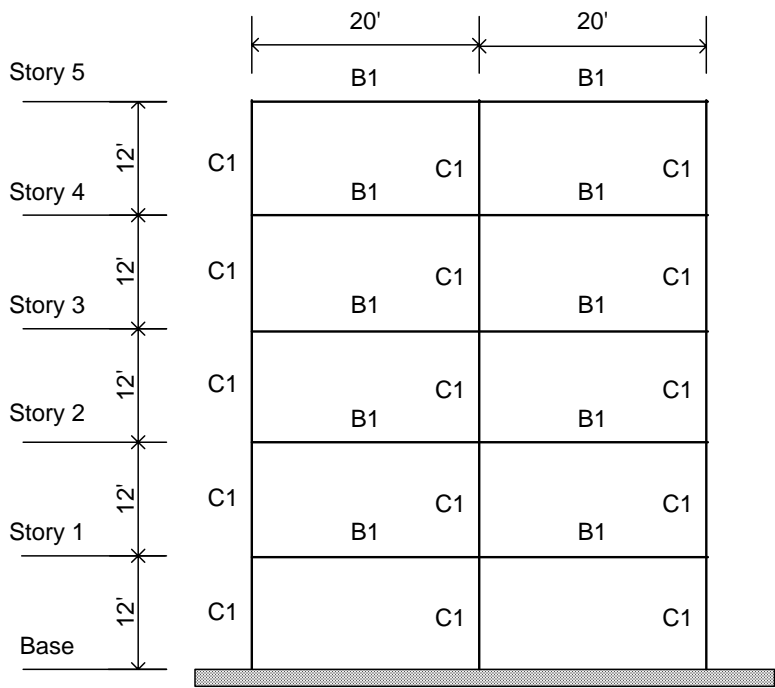 20' 20'
Story 5 B1 B1
12' C1 C1 C1
Story 4 B1 B1
12' C1 C1 C1
Story 3 B1 B1
12' C1 C1 C1
Story 2 B1 B1
12' C1 C1 C1
Story 1 B1 B1
12' C1 C1 C1
Base